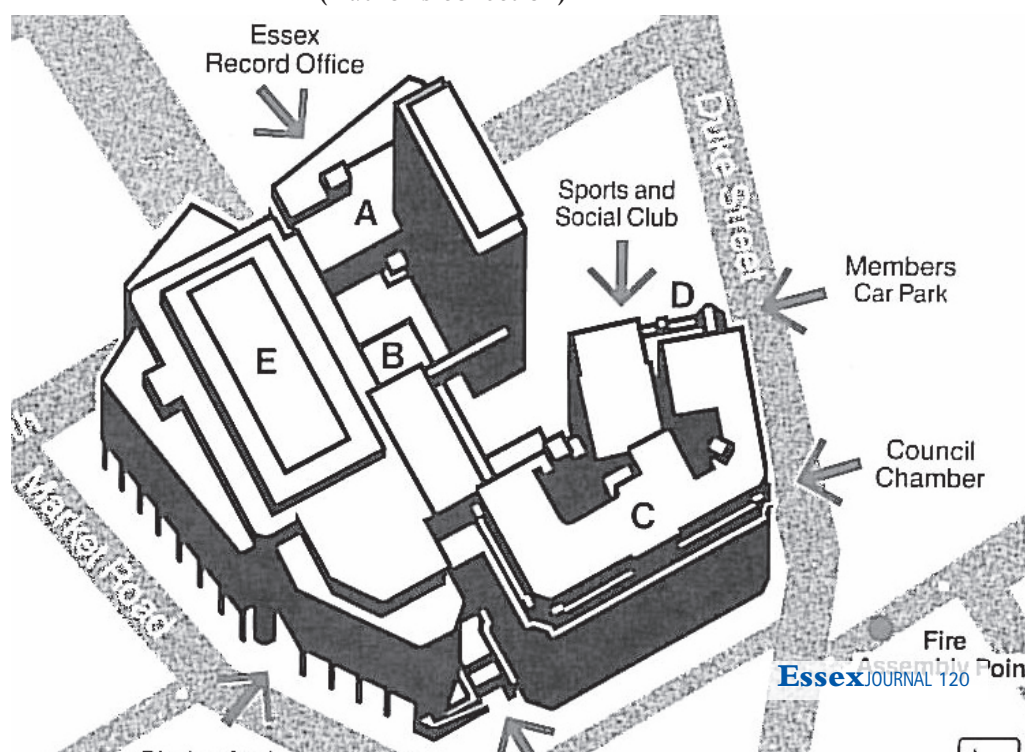 Essex
Record Office
Duke Street
Sports and
Social Club
Members
Car Park
A
D
B
E
Council
Chamber
C
Market Road
Fire
Assembly Poin
EssexJOURNAL 120